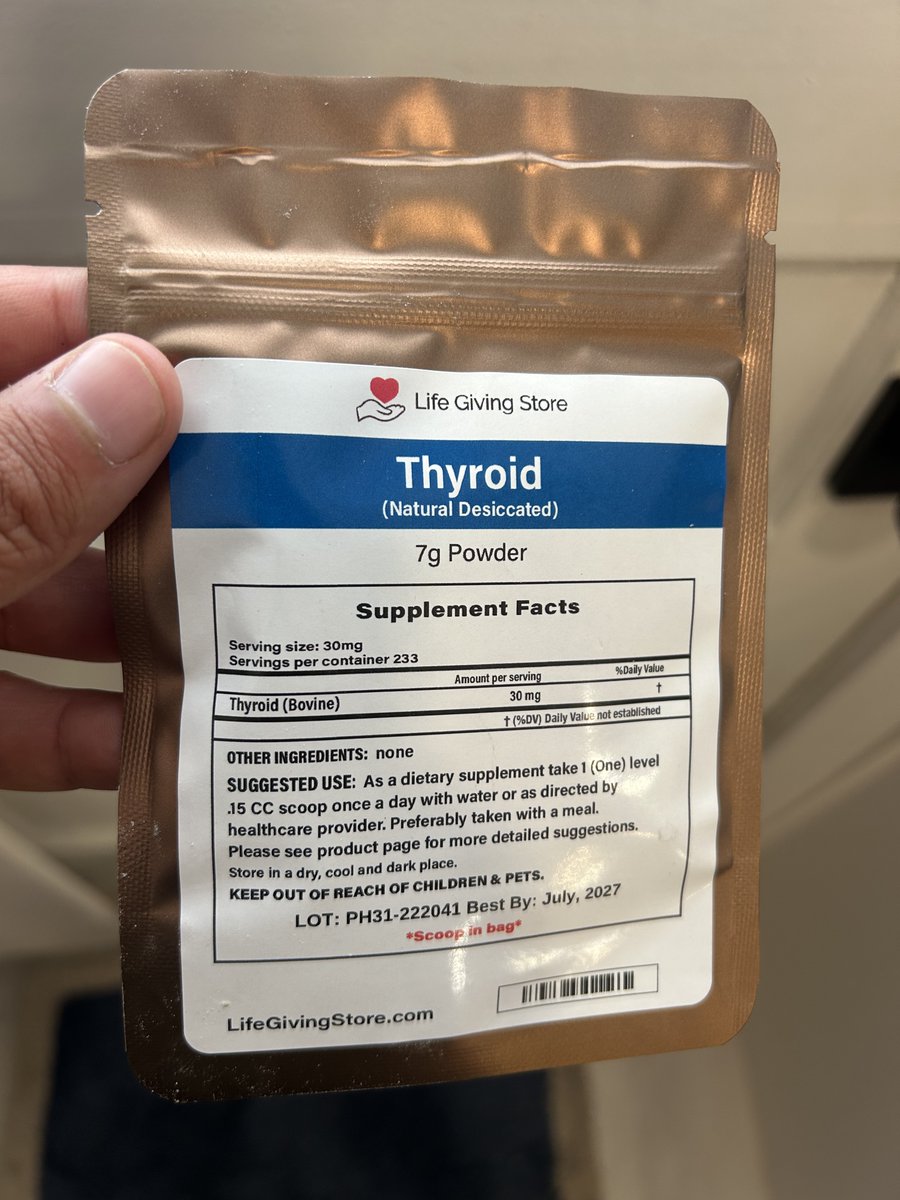 Life Giving Store
Thyroid
(Natural Desiccated)
7g Powder
Supplement Facts
Serving size: 30mg
Servings per container 233
Amount per serving %Daily Value
Thyroid (Bovine) 30 mg †
† (%DV) Daily Value not established
OTHER INGREDIENTS: none
SUGGESTED USE: As a dietary supplement take 1 (One) level
.15 CC scoop once a day with water or as directed by
healthcare provider. Preferably taken with a meal.
Please see product page for more detailed suggestions.
Store in a dry, cool and dark place.
KEEP OUT OF REACH OF CHILDREN & PETS.
LOT: PH31-222041 Best By: July, 2027
*Scoop in bag*
LifeGivingStore.com